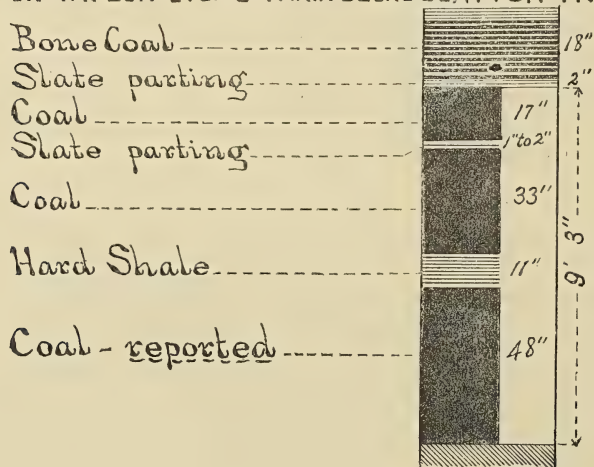 Bone Coal 18"
Slate parting 2"
Coal 17"
Slate parting 1" to 2"
Coal 33"
Hard Shale 11"
Coal - reported 48"
9' 3"